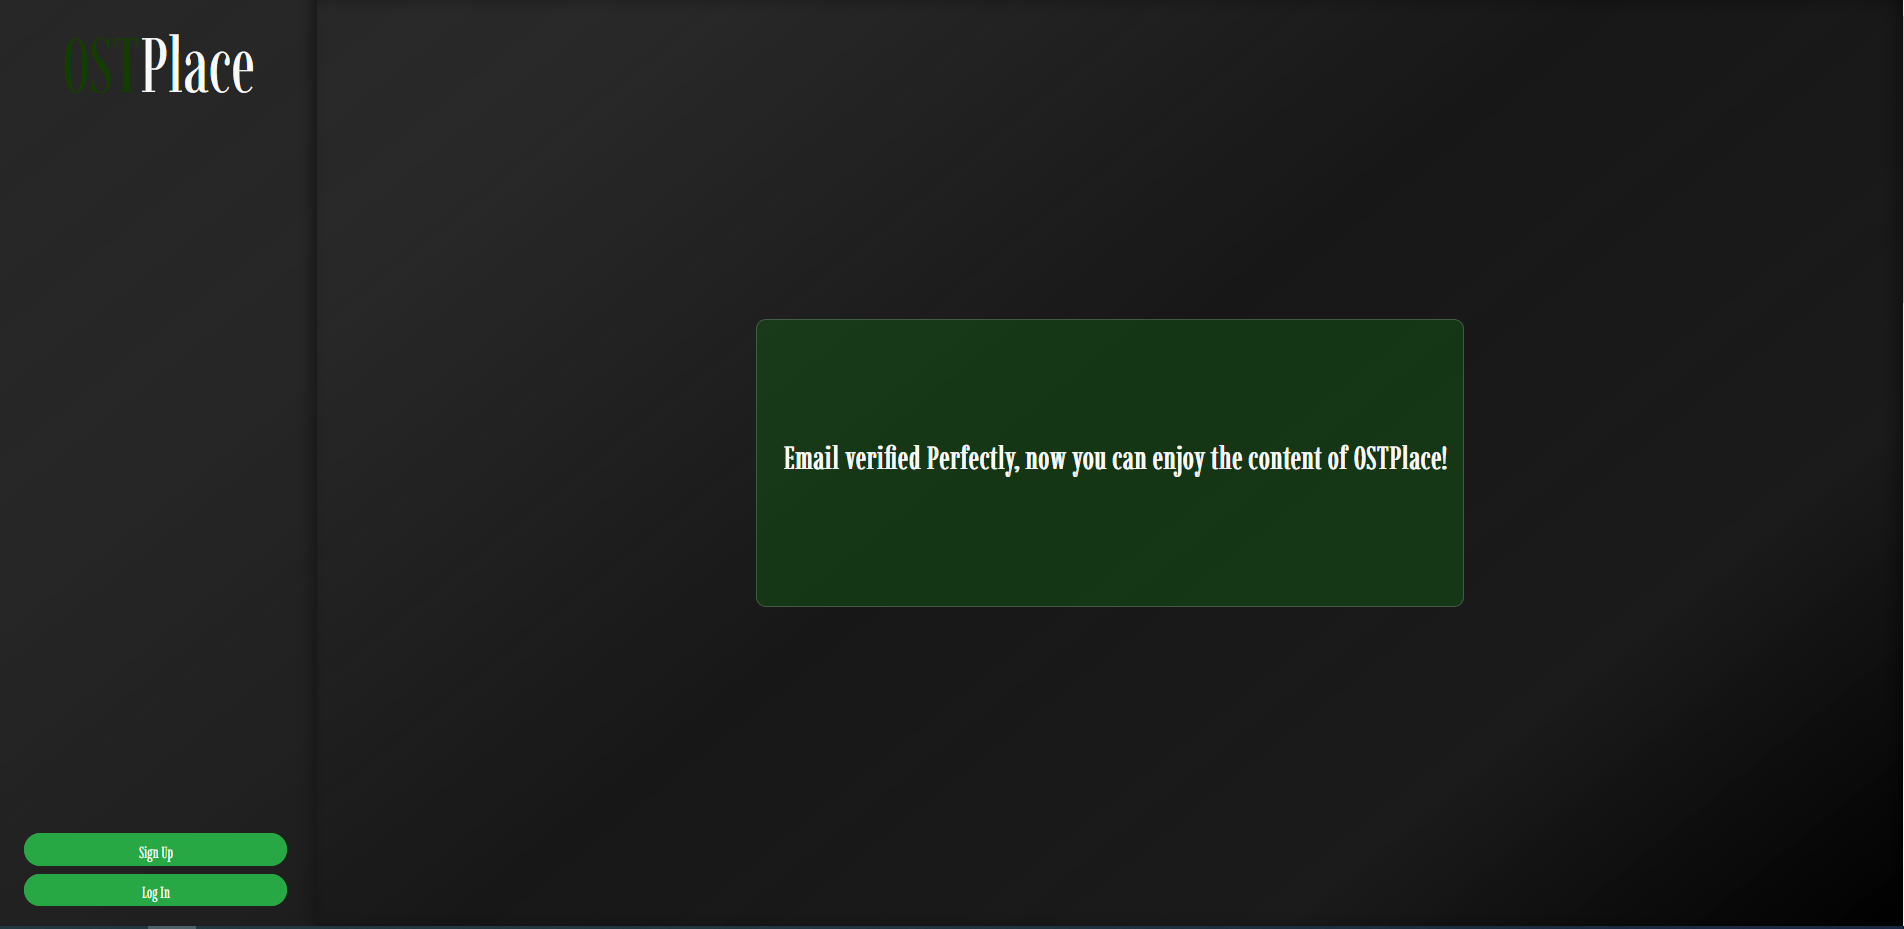 OSTPlace
Email verified Perfectly, now you can enjoy the content of OSTPlace!
Sign Up
Log In